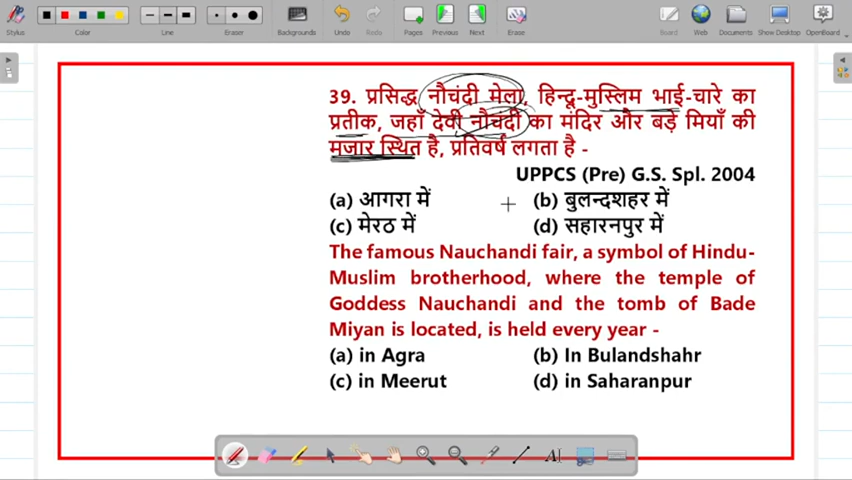 Stylus
Color
Line
Eraser
Backgrounds
Undo
Redo
Pages
Previous
Next
Erase
Board
Web
Documents
Show Desktop
OpenBoard
39. प्रसिद्ध नौचंदी मेला, हिन्दू-मुस्लिम भाई-चारे का
प्रतीक, जहाँ देवी नौचंदी का मंदिर और बड़े मियाँ की
मजार स्थित है, प्रतिवर्ष लगता है -
UPPCS (Pre) G.S. Spl. 2004
(a) आगरा में (b) बुलन्दशहर में
(c) मेरठ में (d) सहारनपुर में
The famous Nauchandi fair, a symbol of Hindu-
Muslim brotherhood, where the temple of
Goddess Nauchandi and the tomb of Bade
Miyan is located, is held every year -
(a) in Agra (b) In Bulandshahr
(c) in Meerut (d) in Saharanpur